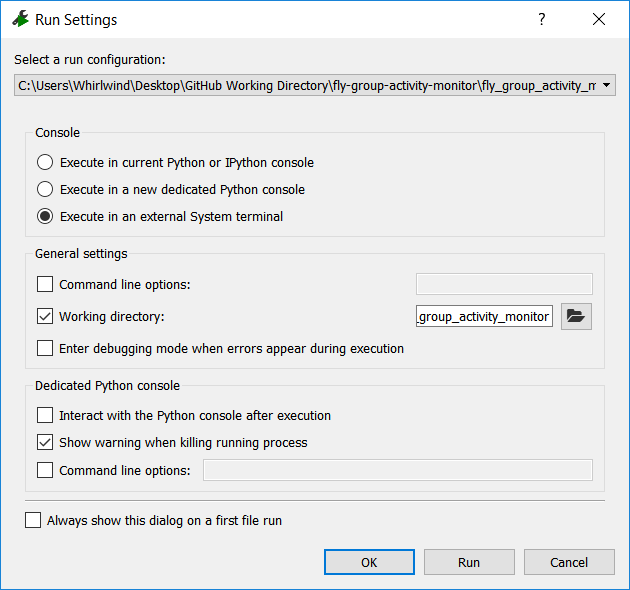 Run Settings
?
Select a run configuration:
C:\Users\Whirlwind\Desktop\GitHub Working Directory\fly-group-activity-monitor\fly_group_activity_m
Console
Execute in current Python or IPython console
Execute in a new dedicated Python console
Execute in an external System terminal
General settings
Command line options:
Working directory: _group_activity_monitor
Enter debugging mode when errors appear during execution
Dedicated Python console
Interact with the Python console after execution
Show warning when killing running process
Command line options:
Always show this dialog on a first file run
OK Run Cancel